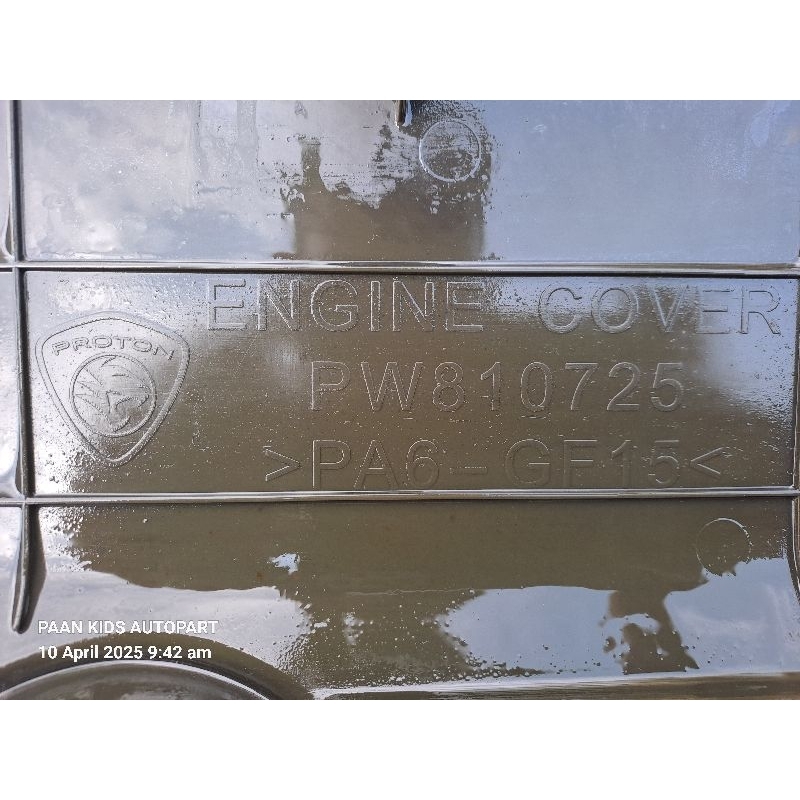 ENGINE COVER
PROTON
PW810725
>PA6-GF15<
PAAN KIDS AUTOPART
10 April 2025 9:42 am